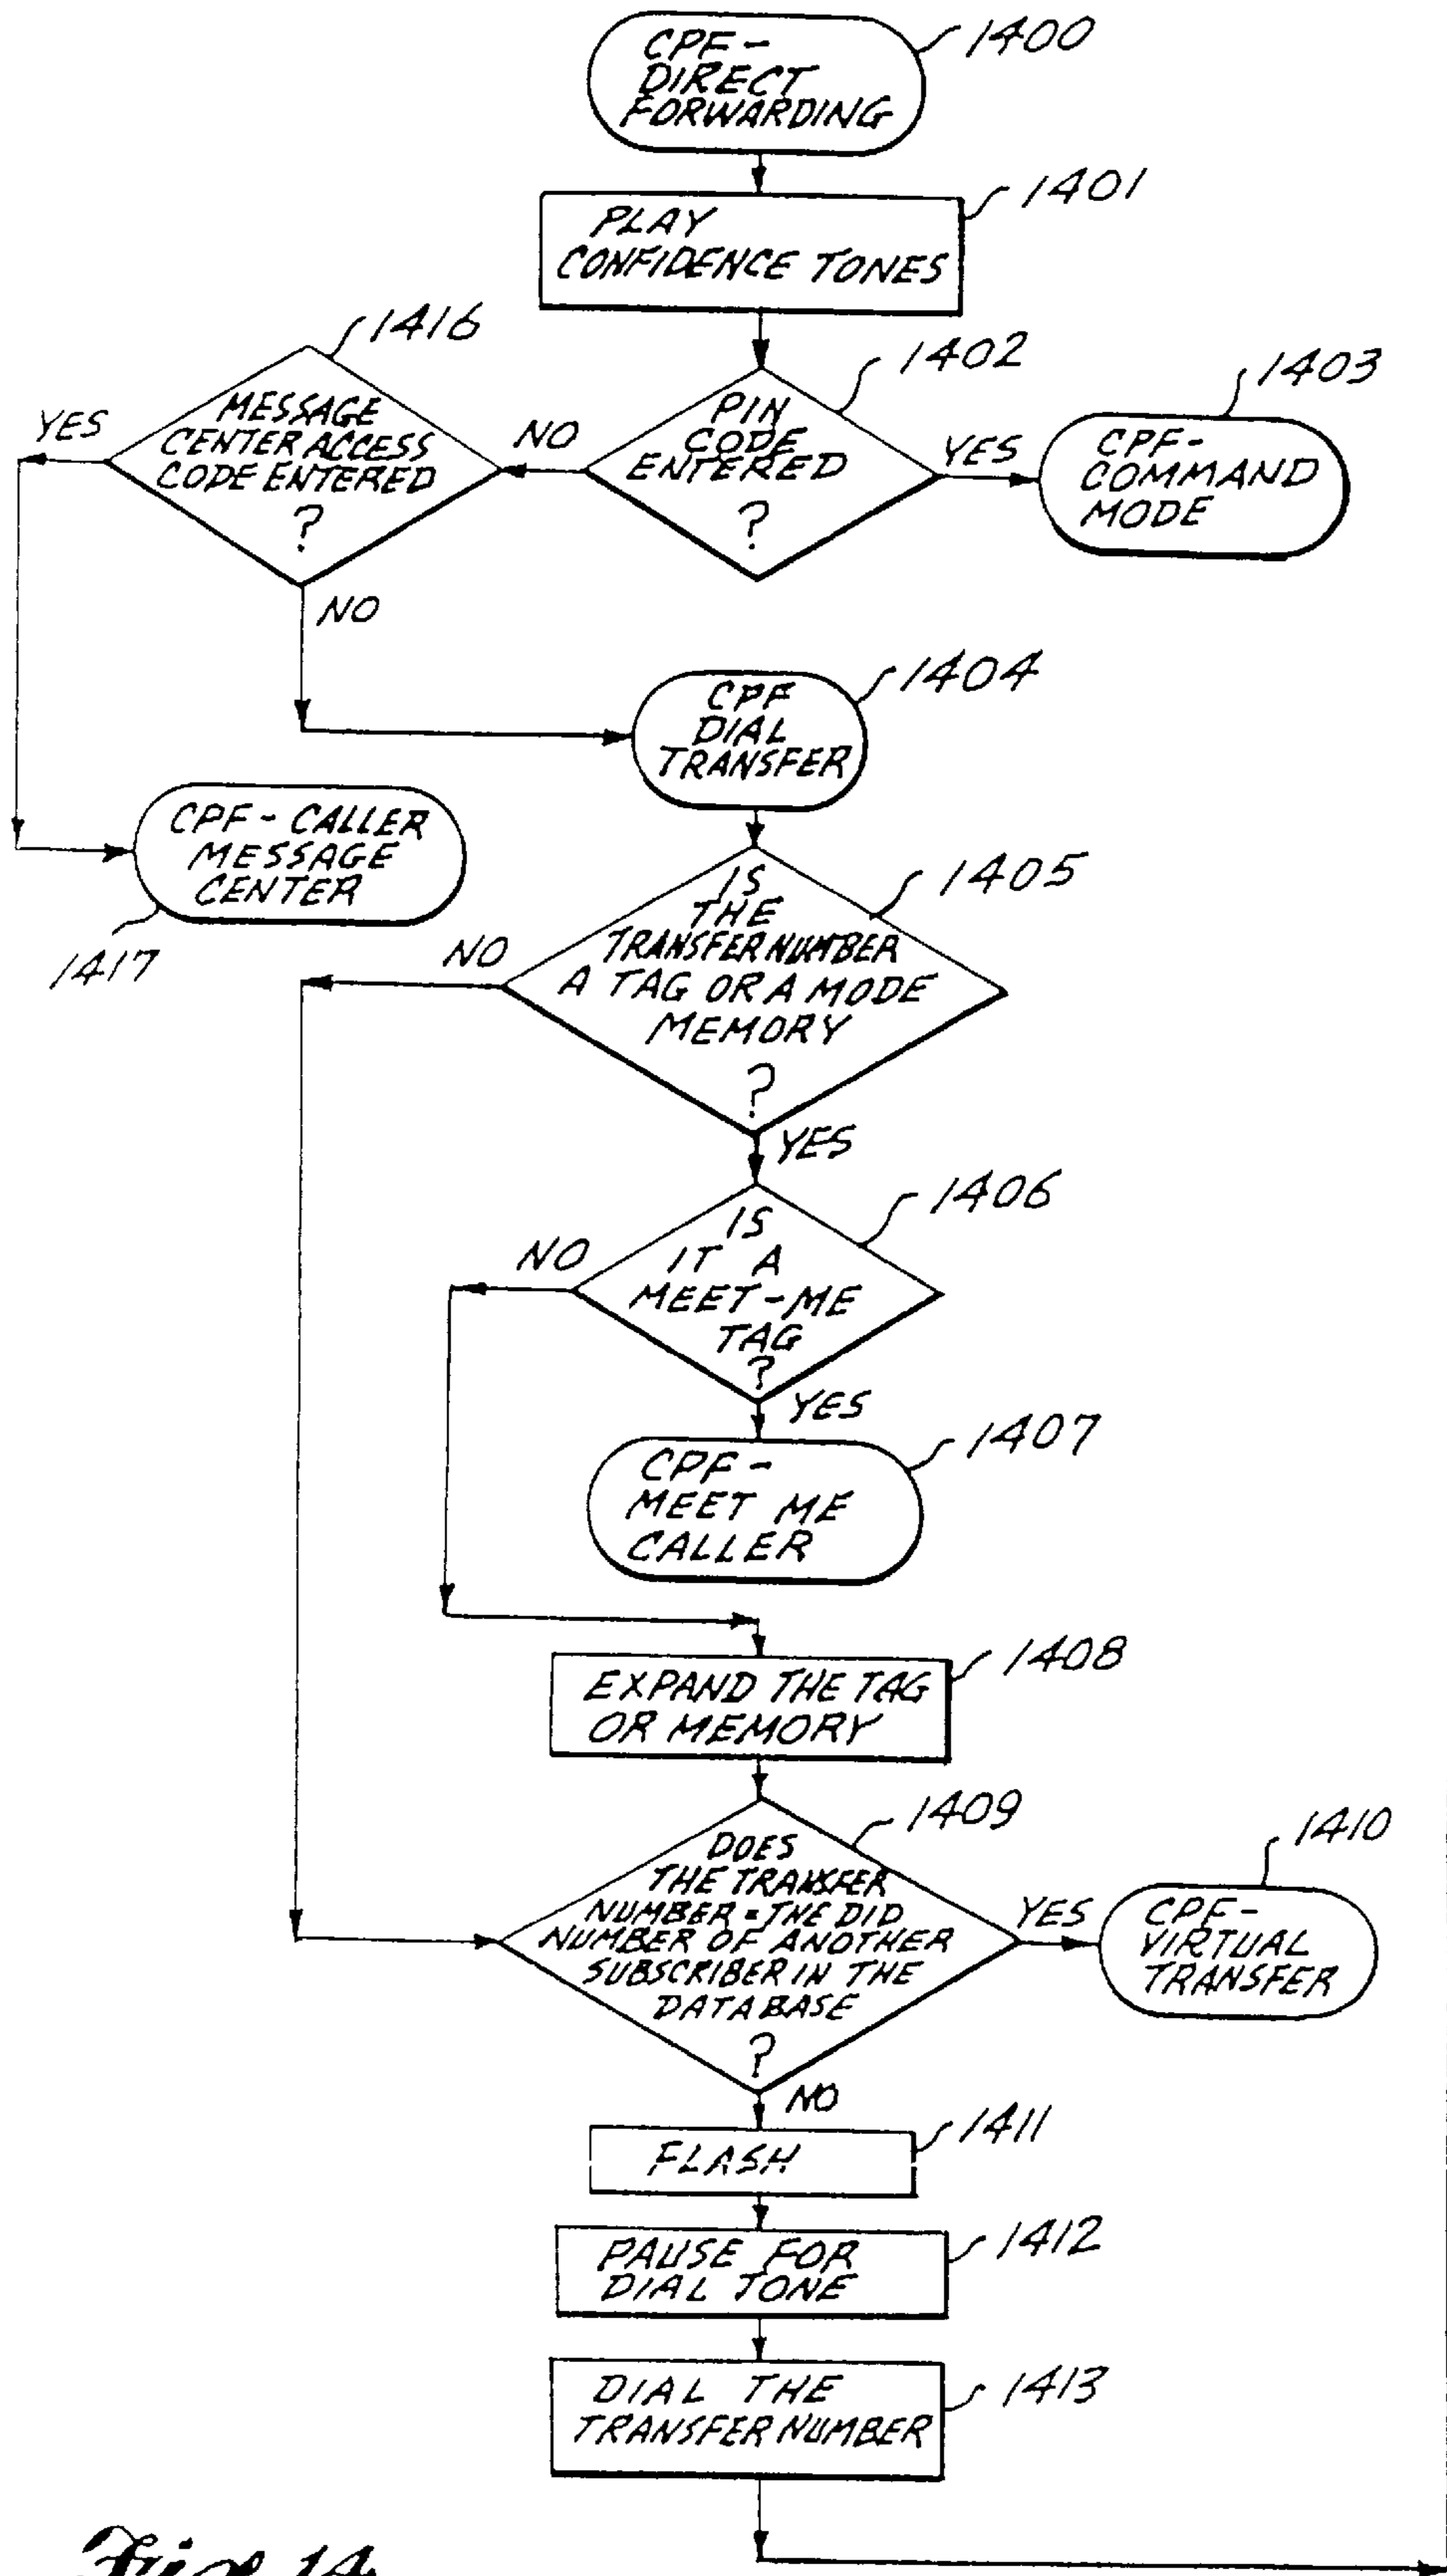 CPF-
DIRECT
FORWARDING
1400
PLAY
CONFIDENCE TONES
1401
1416
MESSAGE
CENTER ACCESS
CODE ENTERED
?
YES
NO
NO
1402
PIN
CODE
ENTERED
?
YES
1403
CPF-
COMMAND
MODE
1404
CPF
DIAL
TRANSFER
CPF-CALLER
MESSAGE
CENTER
1417
1405
IS
THE
TRANSFER NUMBER
A TAG OR A MODE
MEMORY
?
NO
YES
1406
IS
IT A
MEET-ME
TAG
?
NO
YES
1407
CPF-
MEET ME
CALLER
1408
EXPAND THE TAG
OR MEMORY
1409
DOES
THE TRANSFER
NUMBER = THE DID
NUMBER OF ANOTHER
SUBSCRIBER IN THE
DATABASE
?
YES
1410
CPF-
VIRTUAL
TRANSFER
NO
1411
FLASH
1412
PAUSE FOR
DIAL TONE
1413
DIAL THE
TRANSFER NUMBER
Fig. 14